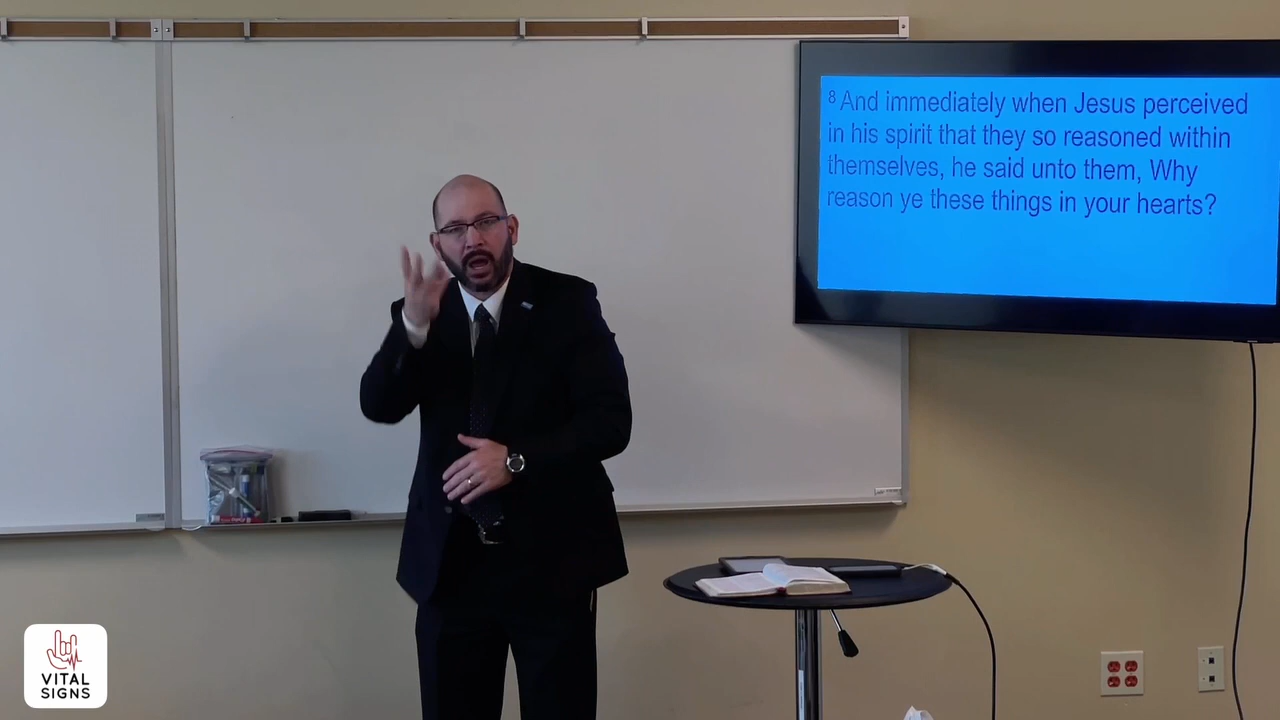 8 And immediately when Jesus perceived
in his spirit that they so reasoned within
themselves, he said unto them, Why
reason ye these things in your hearts?
VITAL
SIGNS